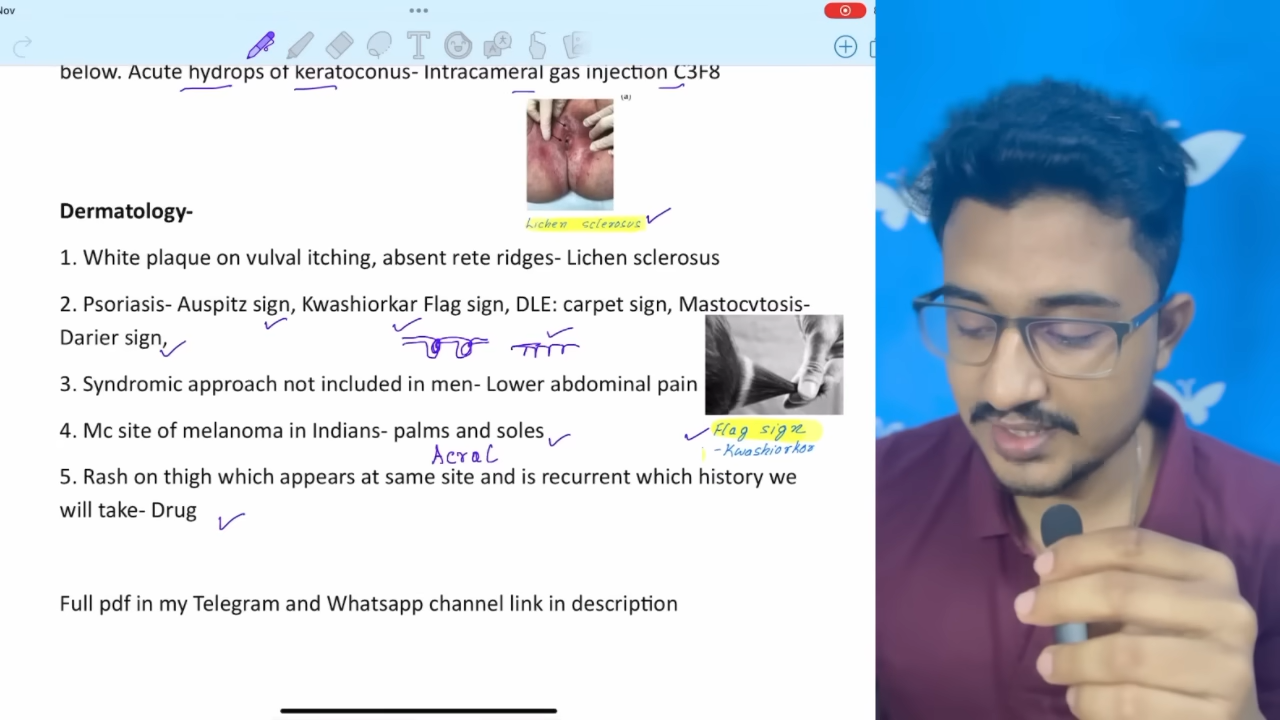 Nov
below. Acute hydrops of keratoconus- Intracameral gas injection C3F8
(a)
Lichen sclerosus
Dermatology-
1. White plaque on vulval itching, absent rete ridges- Lichen sclerosus
2. Psoriasis- Auspitz sign, Kwashiorkar Flag sign, DLE: carpet sign, Mastocytosis-
Darier sign,
3. Syndromic approach not included in men- Lower abdominal pain
4. Mc site of melanoma in Indians- palms and soles
Flag sign
-Kwashiorkor
Acral
5. Rash on thigh which appears at same site and is recurrent which history we
will take- Drug
Full pdf in my Telegram and Whatsapp channel link in description